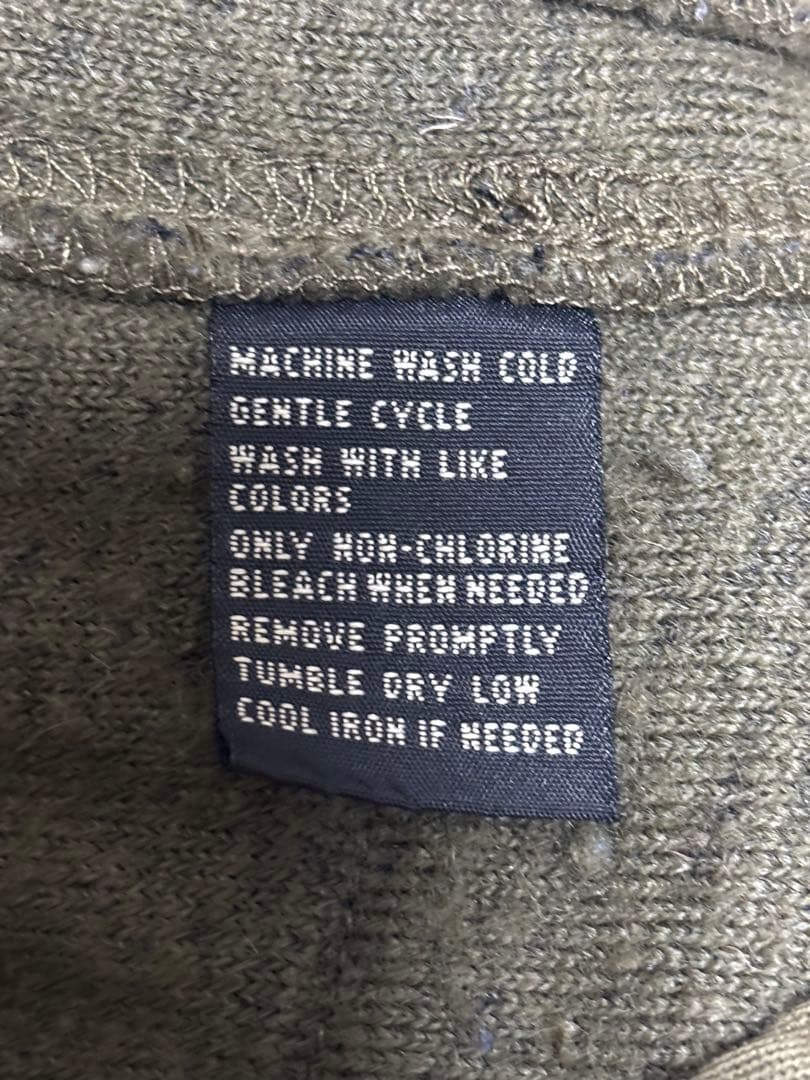 MACHINE WASH COLD
GENTLE CYCLE
WASH WITH LIKE
COLORS
ONLY NON-CHLORINE
BLEACH WHEN NEEDED
REMOVE PROMPTLY
TUMBLE DRY LOW
COOL IRON IF NEEDED